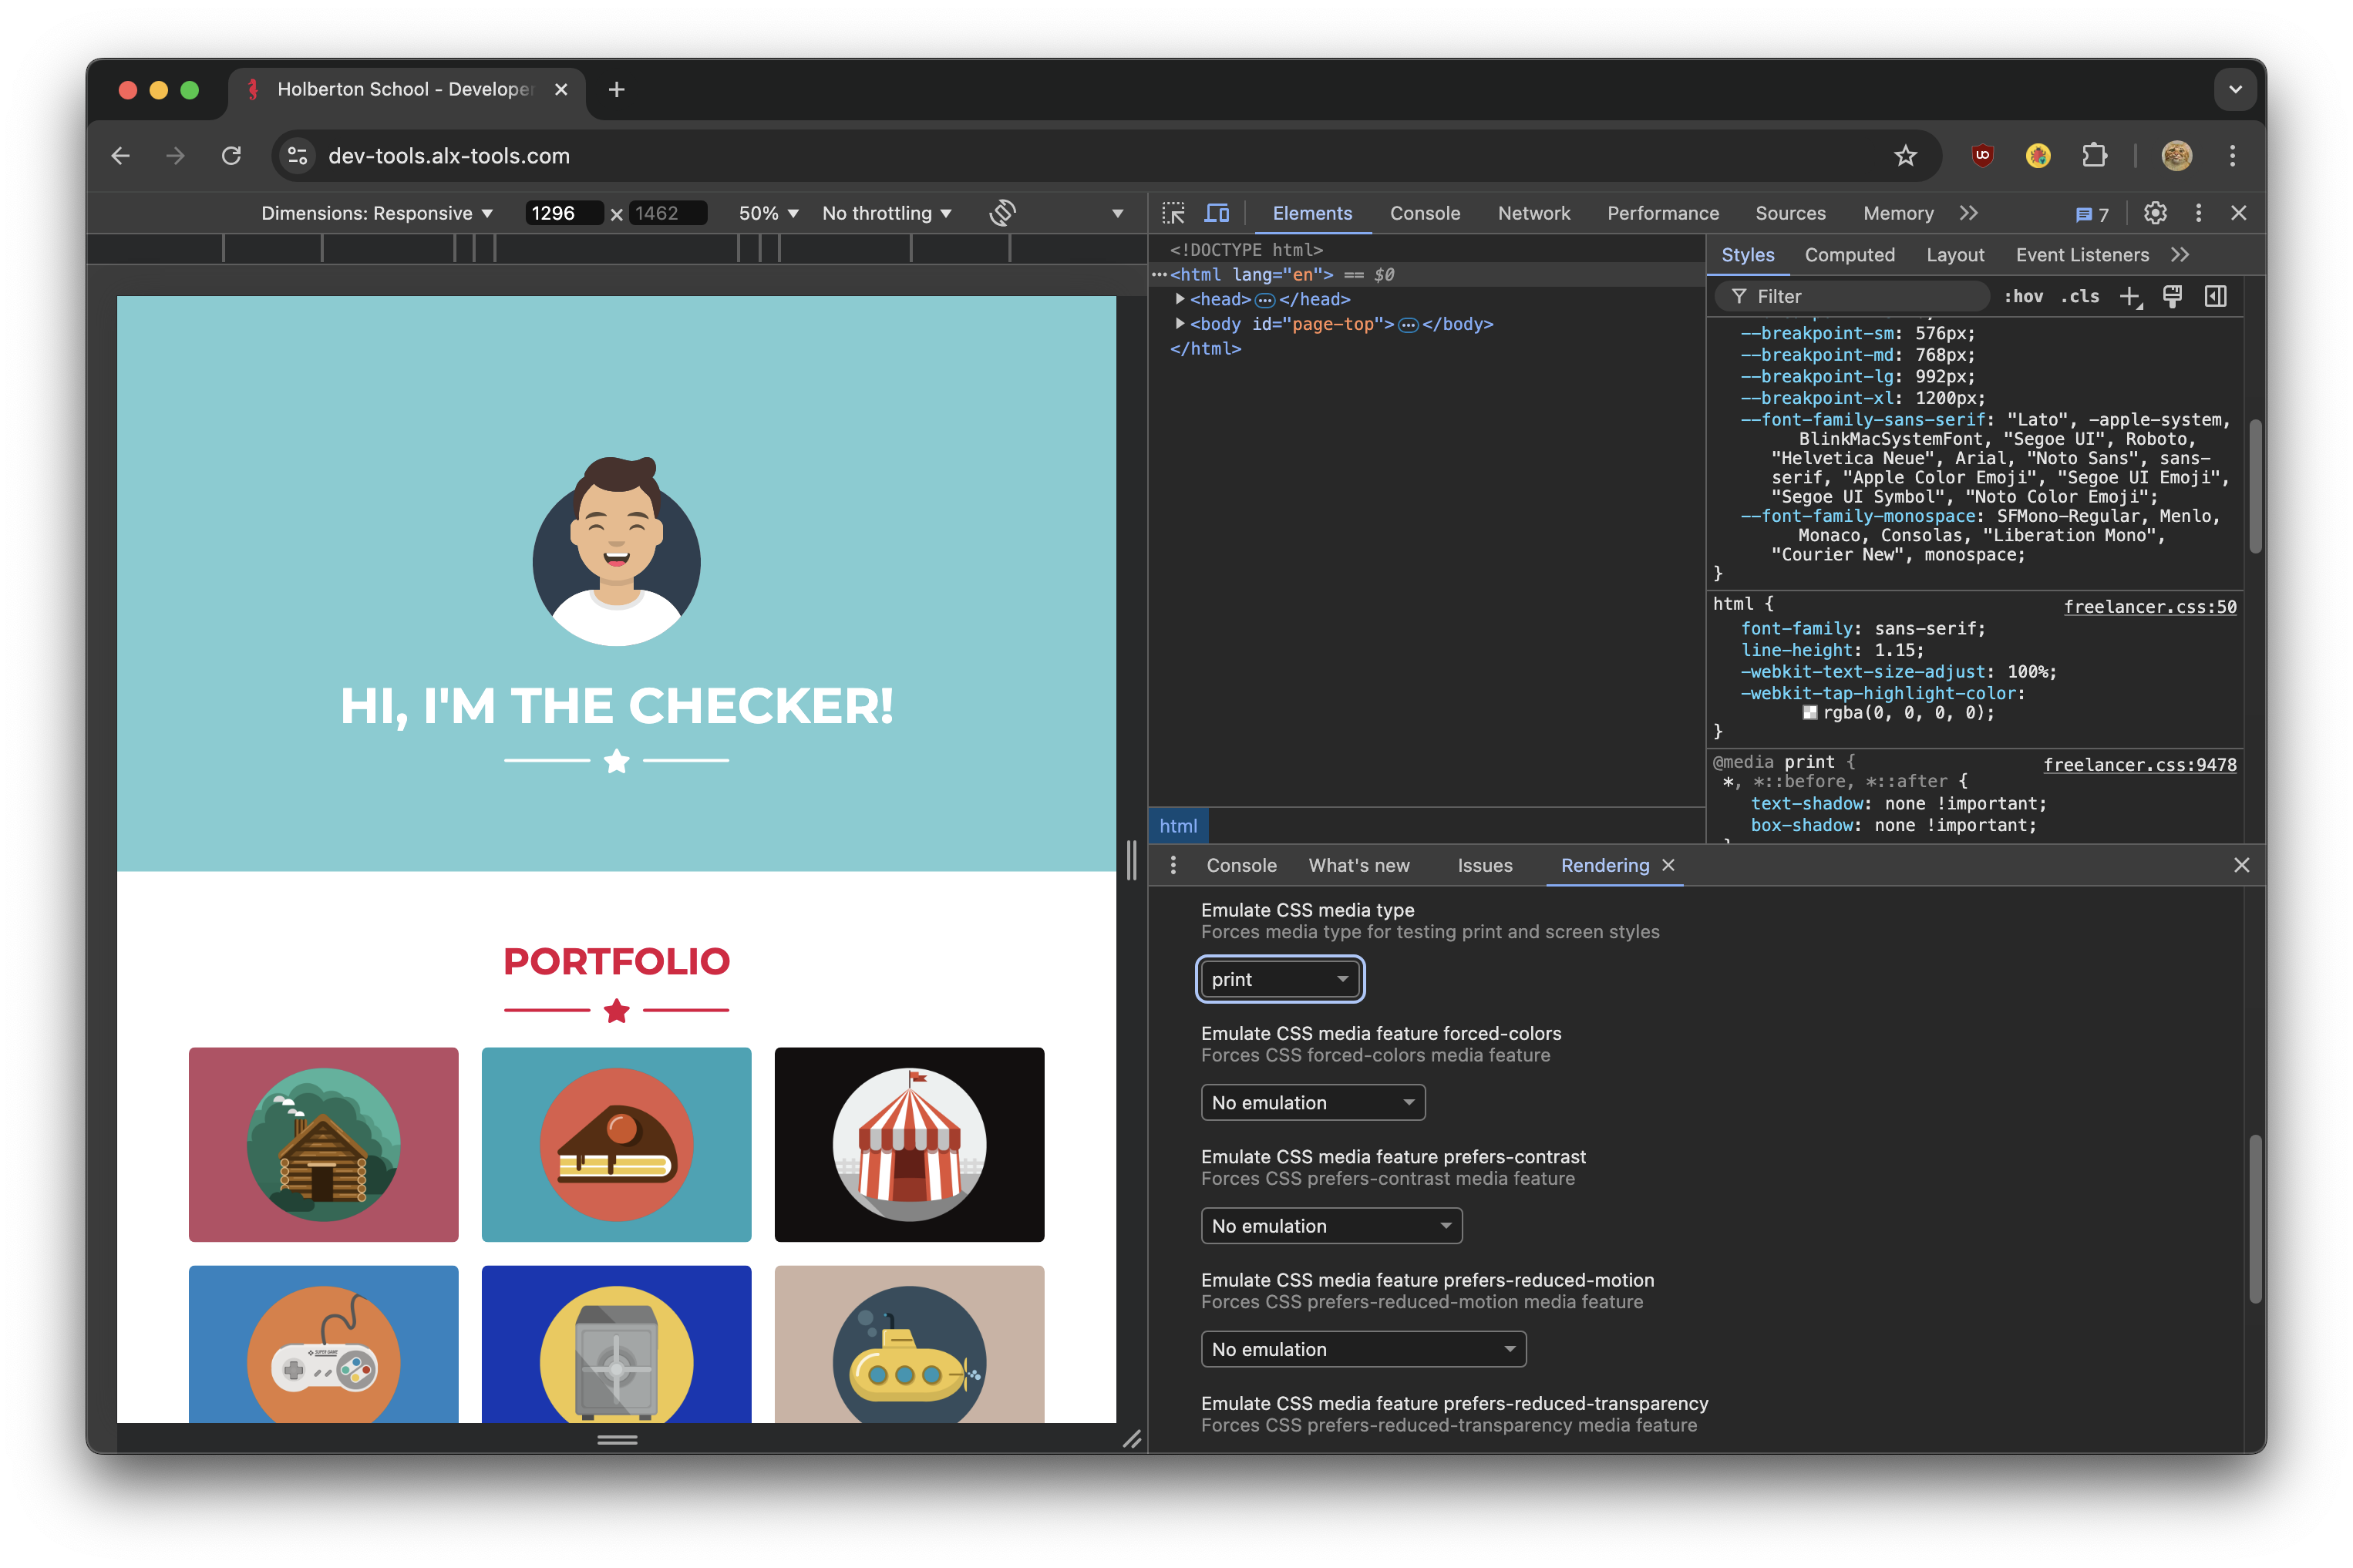 Holberton School - Developer
dev-tools.alx-tools.com
Dimensions: Responsive
1296 x 1462
50%
No throttling
HI, I'M THE CHECKER!
PORTFOLIO
SUPER GAME
Elements
Console
Network
Performance
Sources
Memory
7
<!DOCTYPE html>
<html lang="en"> == $0
<head>…</head>
<body id="page-top">…</body>
</html>
html
Styles
Computed
Layout
Event Listeners
Filter
:hov
.cls
--breakpoint-sm: 576px;
--breakpoint-md: 768px;
--breakpoint-lg: 992px;
--breakpoint-xl: 1200px;
--font-family-sans-serif: "Lato", -apple-system,
BlinkMacSystemFont, "Segoe UI", Roboto,
"Helvetica Neue", Arial, "Noto Sans", sans-
serif, "Apple Color Emoji", "Segoe UI Emoji",
"Segoe UI Symbol", "Noto Color Emoji";
--font-family-monospace: SFMono-Regular, Menlo,
Monaco, Consolas, "Liberation Mono",
"Courier New", monospace;
}
html {
freelancer.css:50
font-family: sans-serif;
line-height: 1.15;
-webkit-text-size-adjust: 100%;
-webkit-tap-highlight-color:
rgba(0, 0, 0, 0);
}
@media print {
freelancer.css:9478
*, *::before, *::after {
text-shadow: none !important;
box-shadow: none !important;
Console
What's new
Issues
Rendering
Emulate CSS media type
Forces media type for testing print and screen styles
print
Emulate CSS media feature forced-colors
Forces CSS forced-colors media feature
No emulation
Emulate CSS media feature prefers-contrast
Forces CSS prefers-contrast media feature
No emulation
Emulate CSS media feature prefers-reduced-motion
Forces CSS prefers-reduced-motion media feature
No emulation
Emulate CSS media feature prefers-reduced-transparency
Forces CSS prefers-reduced-transparency media feature